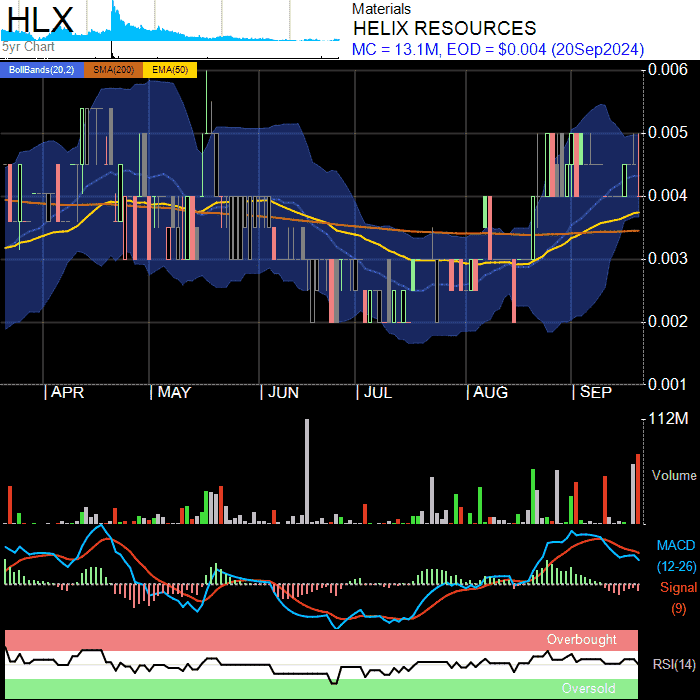 HLX
5yr Chart
Materials
HELIX RESOURCES
MC = 13.1M, EOD = $0.004 (20Sep2024)
BollBands(20,2) SMA(200) EMA(50)
0.006
0.005
0.004
0.003
0.002
0.001
APR MAY JUN JUL AUG SEP
112M
Volume
MACD
(12-26)
Signal
(9)
Overbought
RSI(14)
Oversold